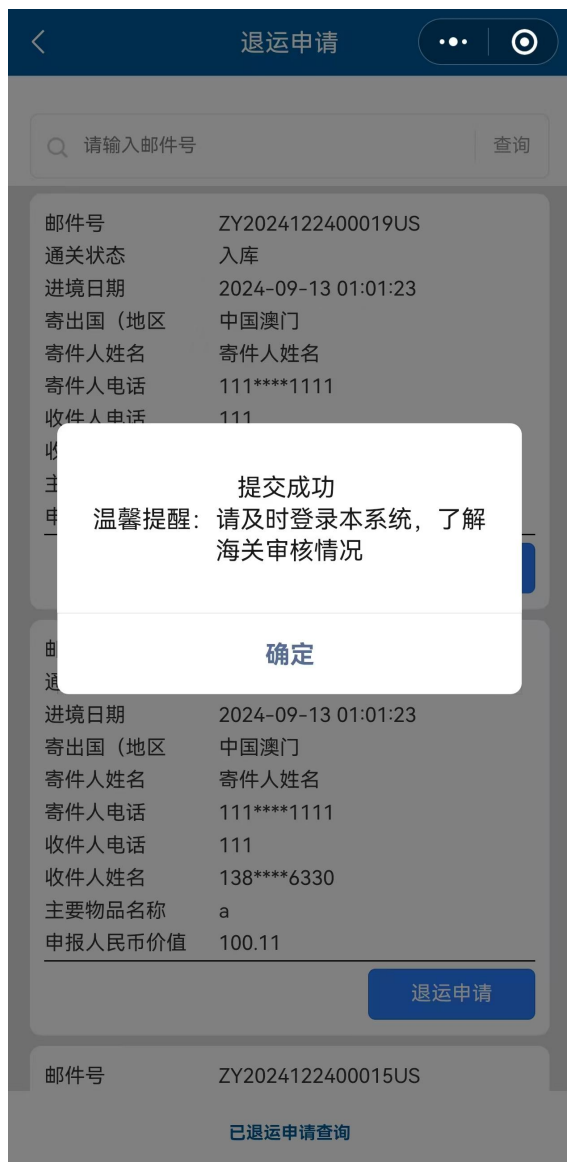 退运申请
请输入邮件号 查询
邮件号 ZY2024122400019US
通关状态 入库
进境日期 2024-09-13 01:01:23
寄出国（地区 中国澳门
寄件人姓名 寄件人姓名
寄件人电话 111****1111
收件人电话 111
提交成功
温馨提醒：请及时登录本系统，了解
海关审核情况
确定
进境日期 2024-09-13 01:01:23
寄出国（地区 中国澳门
寄件人姓名 寄件人姓名
寄件人电话 111****1111
收件人电话 111
收件人姓名 138****6330
主要物品名称 a
申报人民币价值 100.11
退运申请
邮件号 ZY2024122400015US
已退运申请查询